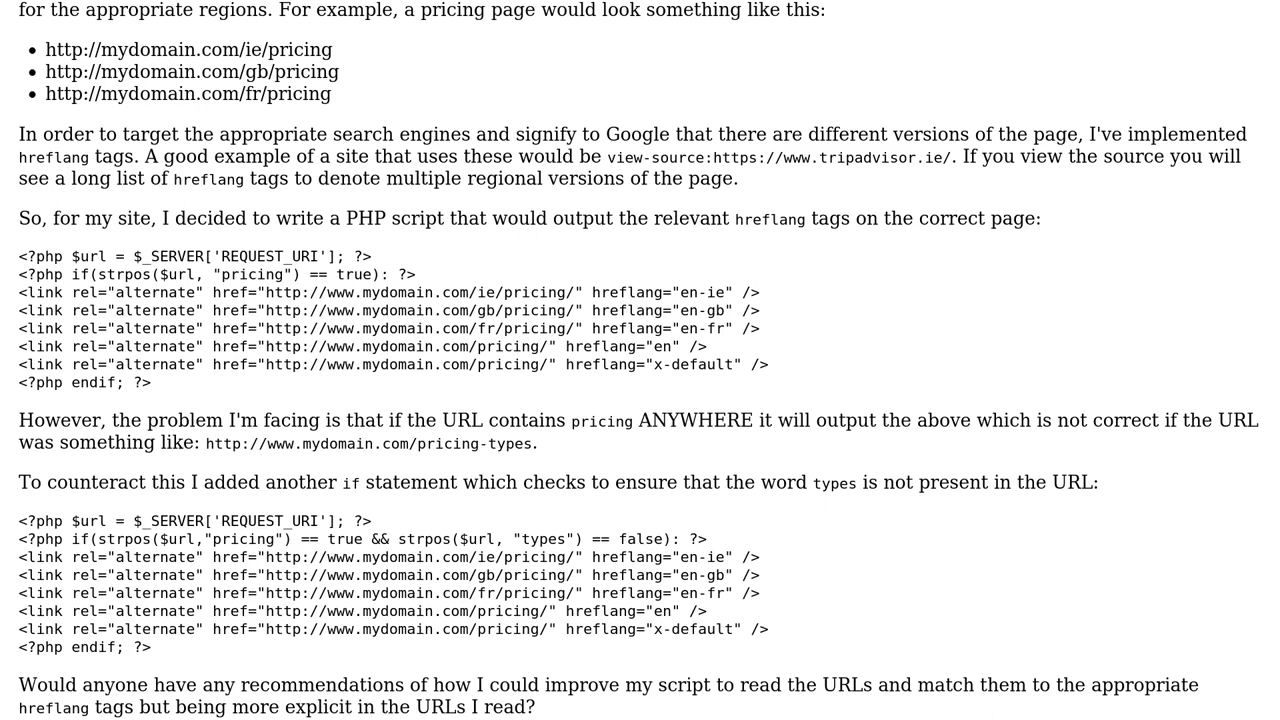 for the appropriate regions. For example, a pricing page would look something like this:
• http://mydomain.com/ie/pricing
• http://mydomain.com/gb/pricing
• http://mydomain.com/fr/pricing
In order to target the appropriate search engines and signify to Google that there are different versions of the page, I've implemented
hreflang tags. A good example of a site that uses these would be view-source:https://www.tripadvisor.ie/. If you view the source you will
see a long list of hreflang tags to denote multiple regional versions of the page.
So, for my site, I decided to write a PHP script that would output the relevant hreflang tags on the correct page:
<?php $url = $_SERVER['REQUEST_URI']; ?>
<?php if(strpos($url, "pricing") == true): ?>
<link rel="alternate" href="http://www.mydomain.com/ie/pricing/" hreflang="en-ie" />
<link rel="alternate" href="http://www.mydomain.com/gb/pricing/" hreflang="en-gb" />
<link rel="alternate" href="http://www.mydomain.com/fr/pricing/" hreflang="en-fr" />
<link rel="alternate" href="http://www.mydomain.com/pricing/" hreflang="en" />
<link rel="alternate" href="http://www.mydomain.com/pricing/" hreflang="x-default" />
<?php endif; ?>
However, the problem I'm facing is that if the URL contains pricing ANYWHERE it will output the above which is not correct if the URL
was something like: http://www.mydomain.com/pricing-types.
To counteract this I added another if statement which checks to ensure that the word types is not present in the URL:
<?php $url = $_SERVER['REQUEST_URI']; ?>
<?php if(strpos($url,"pricing") == true && strpos($url, "types") == false): ?>
<link rel="alternate" href="http://www.mydomain.com/ie/pricing/" hreflang="en-ie" />
<link rel="alternate" href="http://www.mydomain.com/gb/pricing/" hreflang="en-gb" />
<link rel="alternate" href="http://www.mydomain.com/fr/pricing/" hreflang="en-fr" />
<link rel="alternate" href="http://www.mydomain.com/pricing/" hreflang="en" />
<link rel="alternate" href="http://www.mydomain.com/pricing/" hreflang="x-default" />
<?php endif; ?>
Would anyone have any recommendations of how I could improve my script to read the URLs and match them to the appropriate
hreflang tags but being more explicit in the URLs I read?